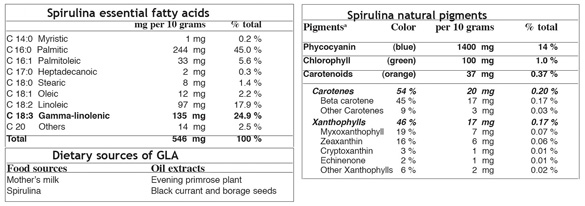 Spirulina essential fatty acids
mg per 10 grams % total
C 14:0 Myristic 1 mg 0.2 %
C 16:0 Palmitic 244 mg 45.0 %
C 16:1 Palmitoleic 33 mg 5.6 %
C 17:0 Heptadecanoic 2 mg 0.3 %
C 18:0 Stearic 8 mg 1.4 %
C 18:1 Oleic 12 mg 2.2 %
C 18:2 Linoleic 97 mg 17.9 %
C 18:3 Gamma-linolenic 135 mg 24.9 %
C 20 Others 14 mg 2.5 %
Total 546 mg 100 %
Dietary sources of GLA
Food sources Oil extracts
Mother's milk Evening primrose plant
Spirulina Black currant and borage seeds
Spirulina natural pigments
Pigmentsª Color per 10 grams % total
Phycocyanin (blue) 1400 mg 14 %
Chlorophyll (green) 100 mg 1.0 %
Carotenoids (orange) 37 mg 0.37 %
Carotenes 54 % 20 mg 0.20 %
Beta carotene 45 % 17 mg 0.17 %
Other Carotenes 9 % 3 mg 0.03 %
Xanthophylls 46 % 17 mg 0.17 %
Myxoxanthophyll 19 % 7 mg 0.07 %
Zeaxanthin 16 % 6 mg 0.06 %
Cryptoxanthin 3 % 1 mg 0.01 %
Echinenone 2 % 1 mg 0.01 %
Other Xanthophylls 6 % 2 mg 0.02 %